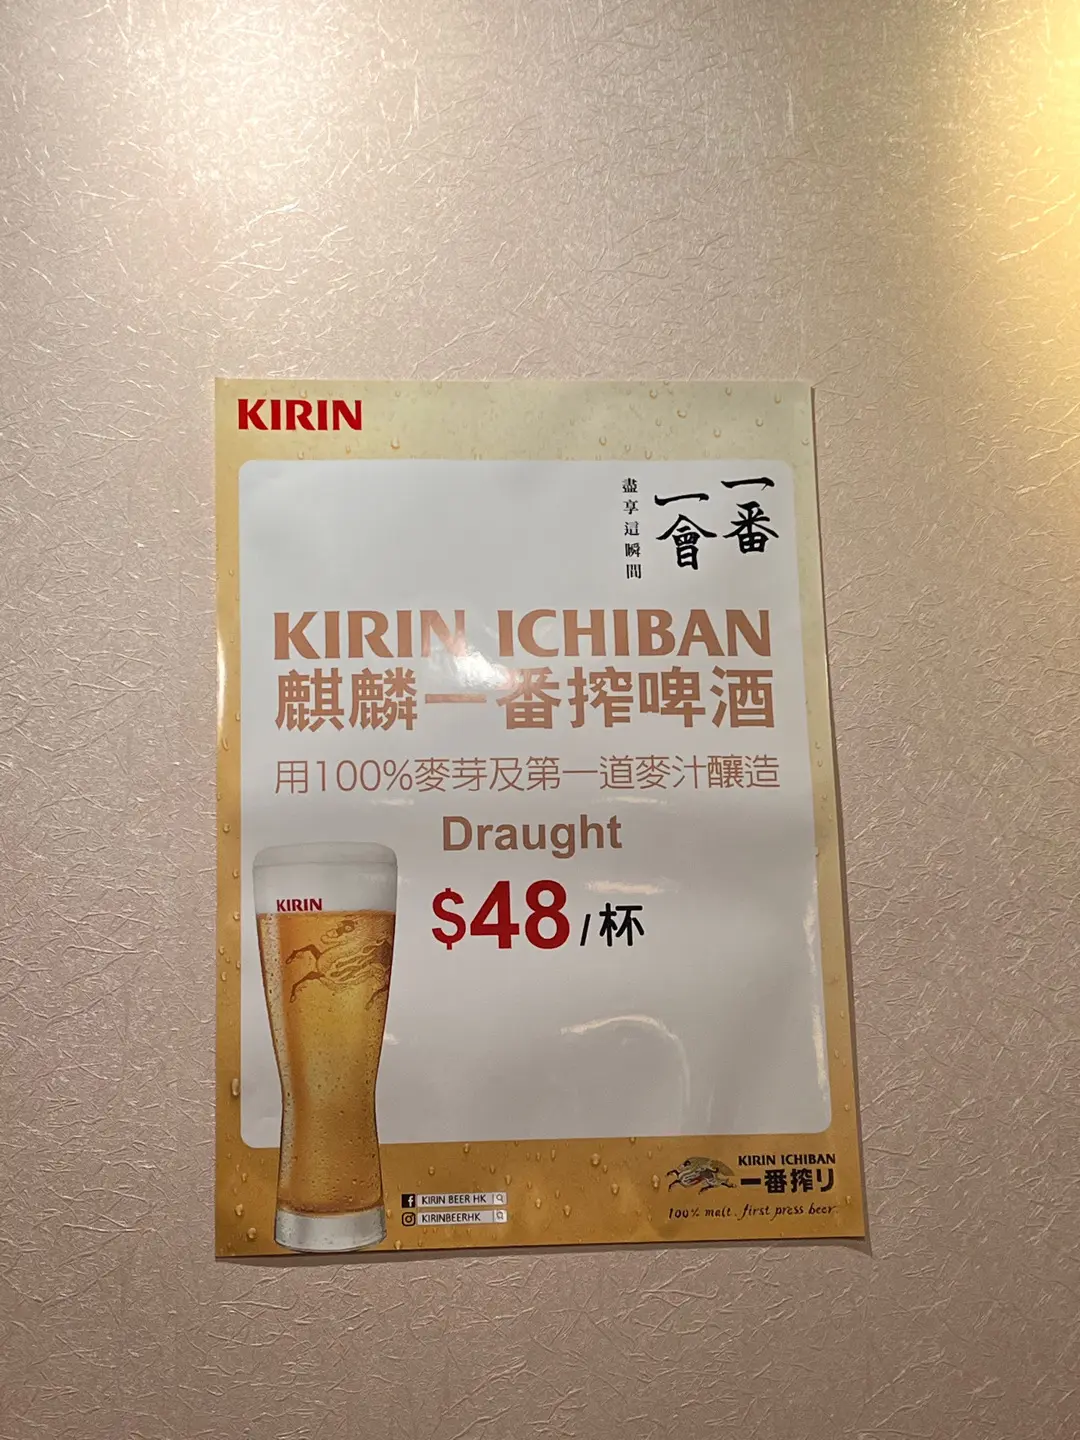 KIRIN
一番
一會
盡享這瞬間
KIRIN ICHIBAN
麒麟一番搾啤酒
用100%麥芽及第一道麥汁釀造
Draught
$48/杯
KIRIN
KIRIN BEER HK
KIRINBEERHK
KIRIN ICHIBAN
一番搾り
100% malt. first press beer